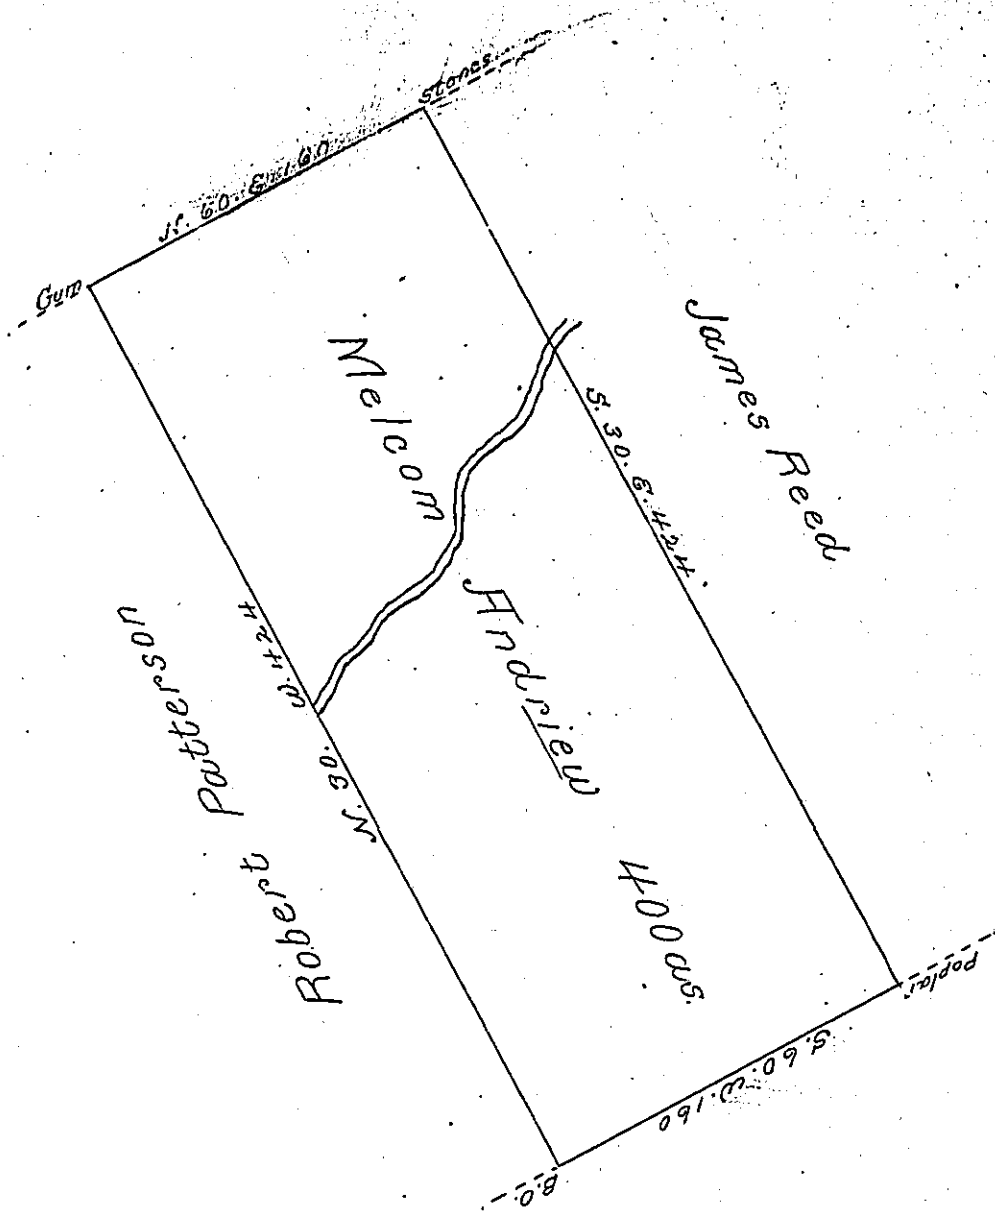 Stones
N. 60. E. 160
Gum
James Reed
S. 30. E. 424.
Melcom
Andriew
400 as.
N. 30. W. 424
Robert Patterson
Poplar
S. 60. W. 160
B.O.